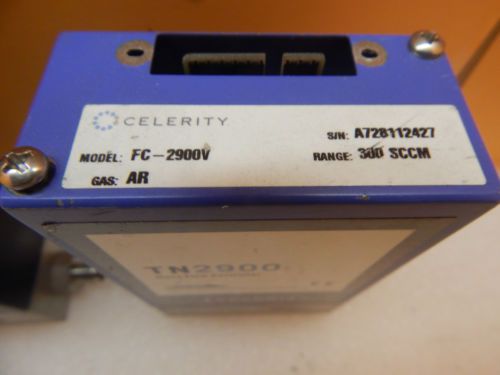 CELERITY
S/N: A728112427
MODEL: FC-2900V
RANGE: 300 SCCM
GAS: AR
TN2900